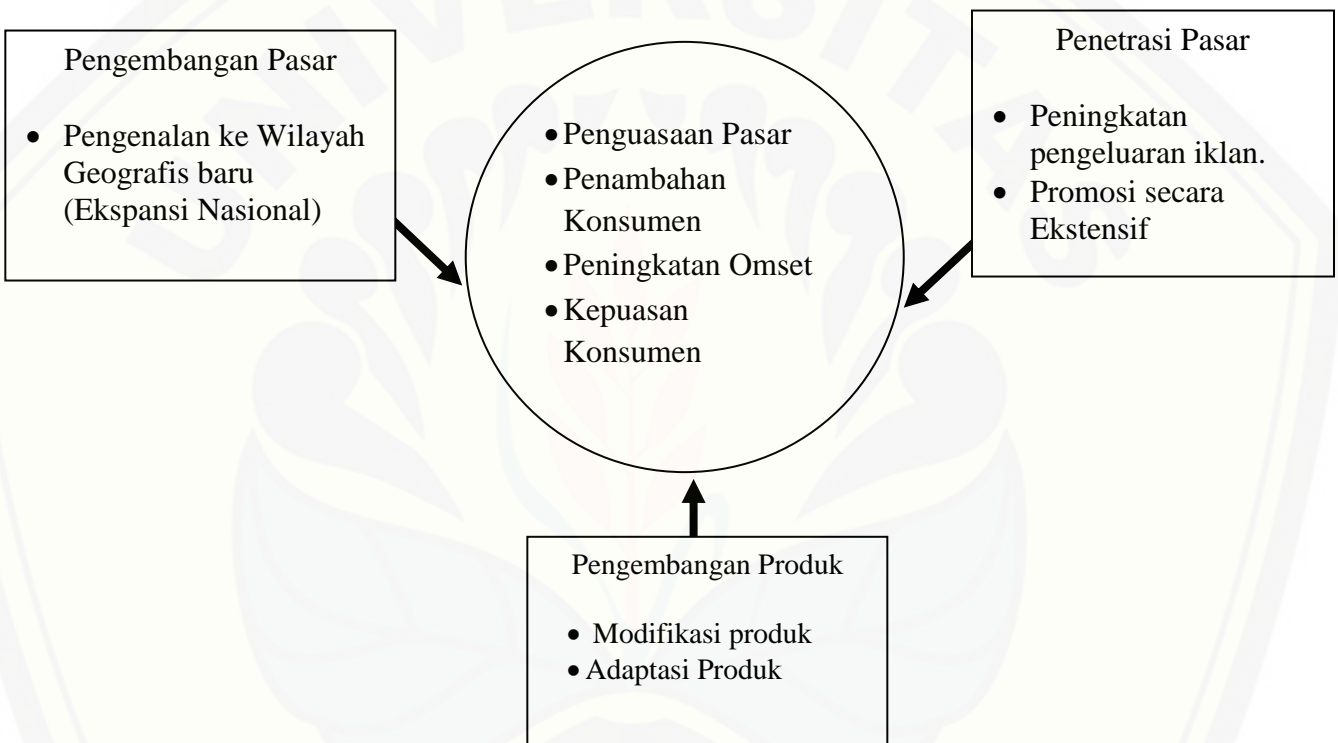 Pengembangan Pasar
• Pengenalan ke Wilayah
Geografis baru
(Ekspansi Nasional)
• Penguasaan Pasar
• Penambahan
Konsumen
• Peningkatan Omset
• Kepuasan
Konsumen
Penetrasi Pasar
• Peningkatan
pengeluaran iklan.
• Promosi secara
Ekstensif
Pengembangan Produk
• Modifikasi produk
• Adaptasi Produk
UNIVERSITAS